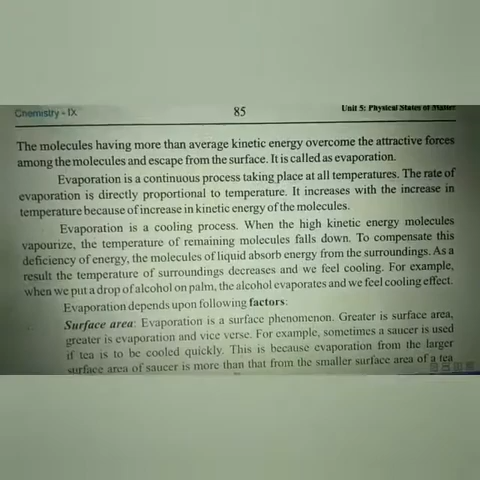 Chemistry - IX 85 Unit 5: Physical States of Matter
The molecules having more than average kinetic energy overcome the attractive forces
among the molecules and escape from the surface. It is called as evaporation.
Evaporation is a continuous process taking place at all temperatures. The rate of
evaporation is directly proportional to temperature. It increases with the increase in
temperature because of increase in kinetic energy of the molecules.
Evaporation is a cooling process. When the high kinetic energy molecules
vapourize, the temperature of remaining molecules falls down. To compensate this
deficiency of energy, the molecules of liquid absorb energy from the surroundings. As a
result the temperature of surroundings decreases and we feel cooling. For example,
when we put a drop of alcohol on palm, the alcohol evaporates and we feel cooling effect.
Evaporation depends upon following factors:
Surface area: Evaporation is a surface phenomenon. Greater is surface area,
greater is evaporation and vice verse. For example, sometimes a saucer is used
if tea is to be cooled quickly. This is because evaporation from the larger
surface area of saucer is more than that from the smaller surface area of a tea